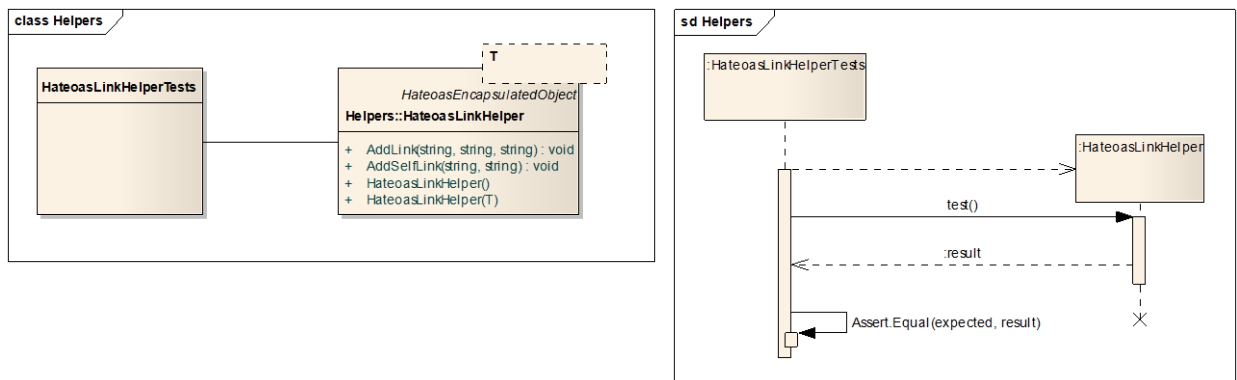 class Helpers
HateoasLinkHelperTests
T
HateoasEncapsulatedObject
Helpers::HateoasLinkHelper
+ AddLink(string, string, string) : void
+ AddSelfLink(string, string) : void
+ HateoasLinkHelper()
+ HateoasLinkHelper(T)
sd Helpers
:HateoasLinkHelperTests
:HateoasLinkHelper
test()
:result
Assert.Equal(expected, result)